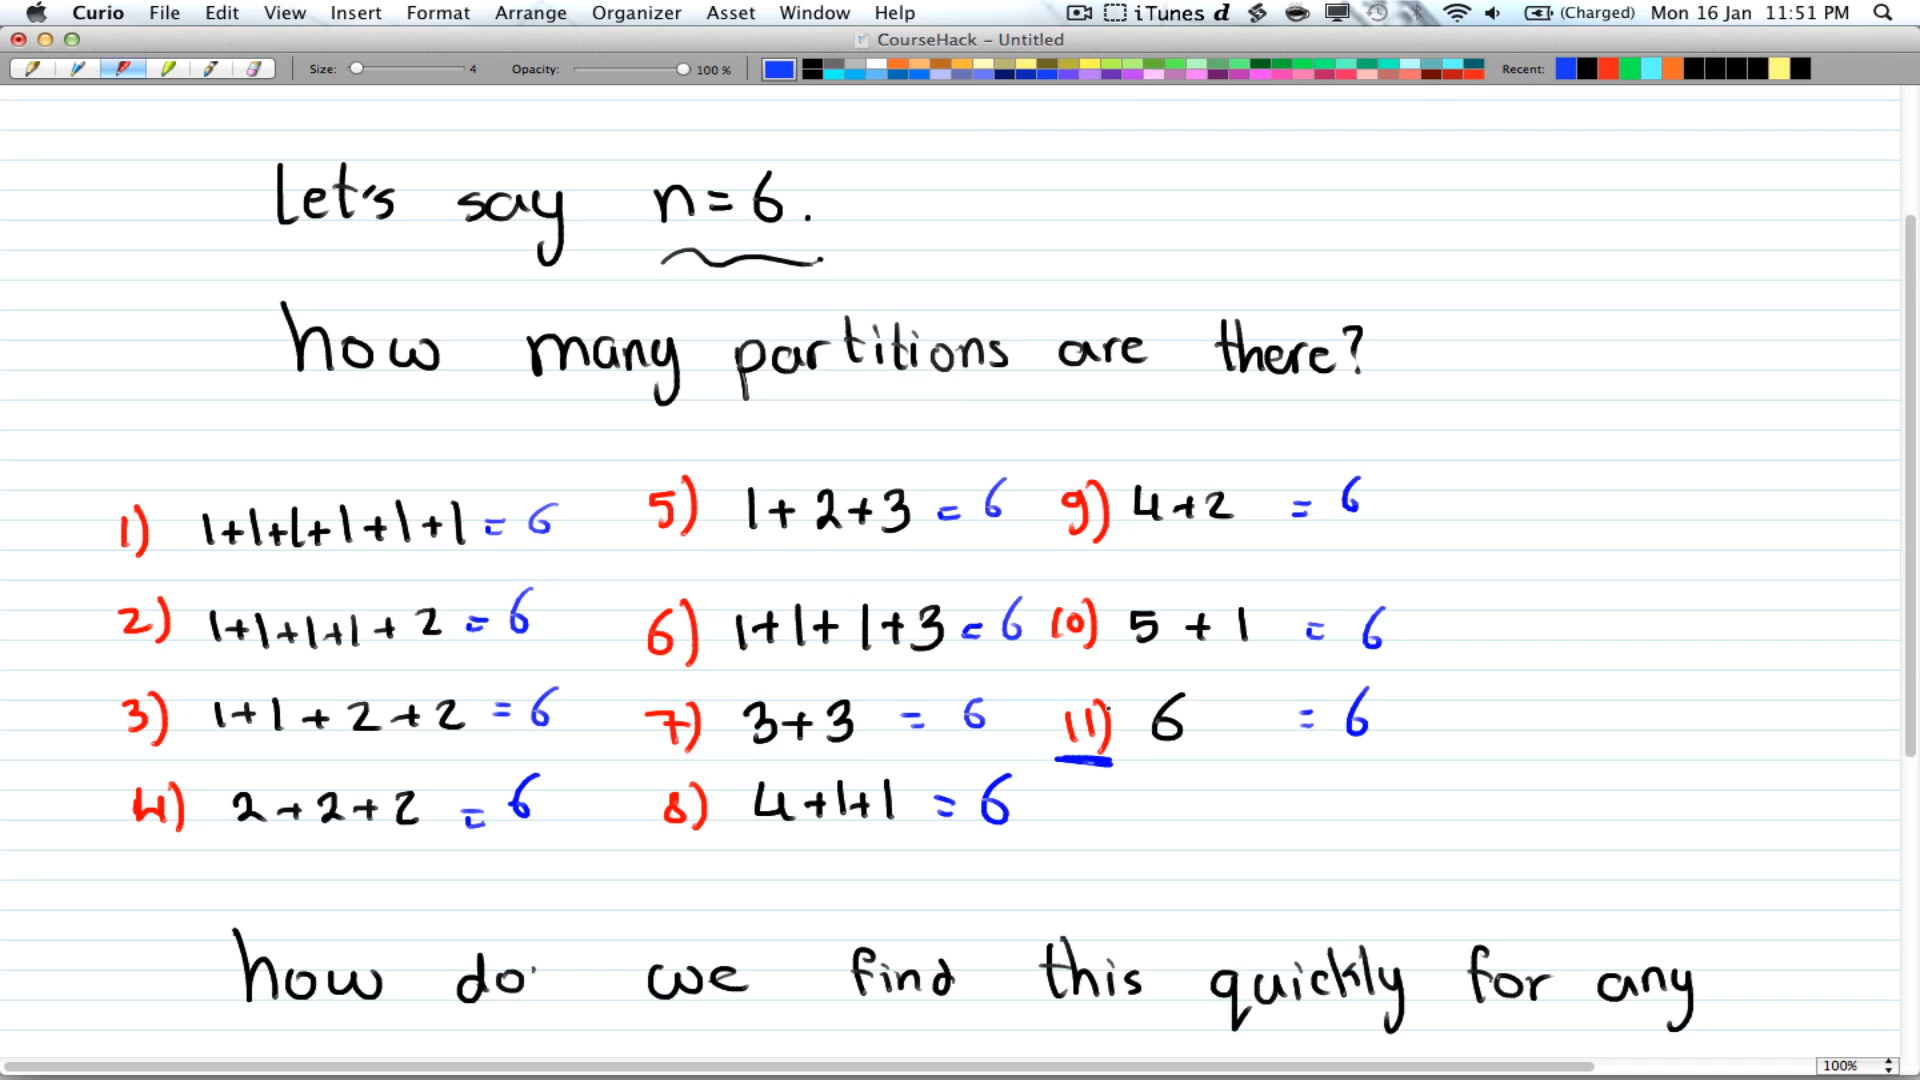 Curio File Edit View Insert Format Arrange Organizer Asset Window Help iTunes d (Charged) Mon 16 Jan 11:51 PM
CourseHack – Untitled
Size: 4 Opacity: 100 % Recent:
Let's say n=6.
how many partitions are there?
1) 1+1+1+1+1+1 = 6 5) 1+2+3 = 6 9) 4+2 = 6
2) 1+1+1+1+2 = 6 6) 1+1+1+3 = 6 10) 5+1 = 6
3) 1+1+2+2 = 6 7) 3+3 = 6 11) 6 = 6
4) 2+2+2 = 6 8) 4+1+1 = 6
how do we find this quickly for any
100%